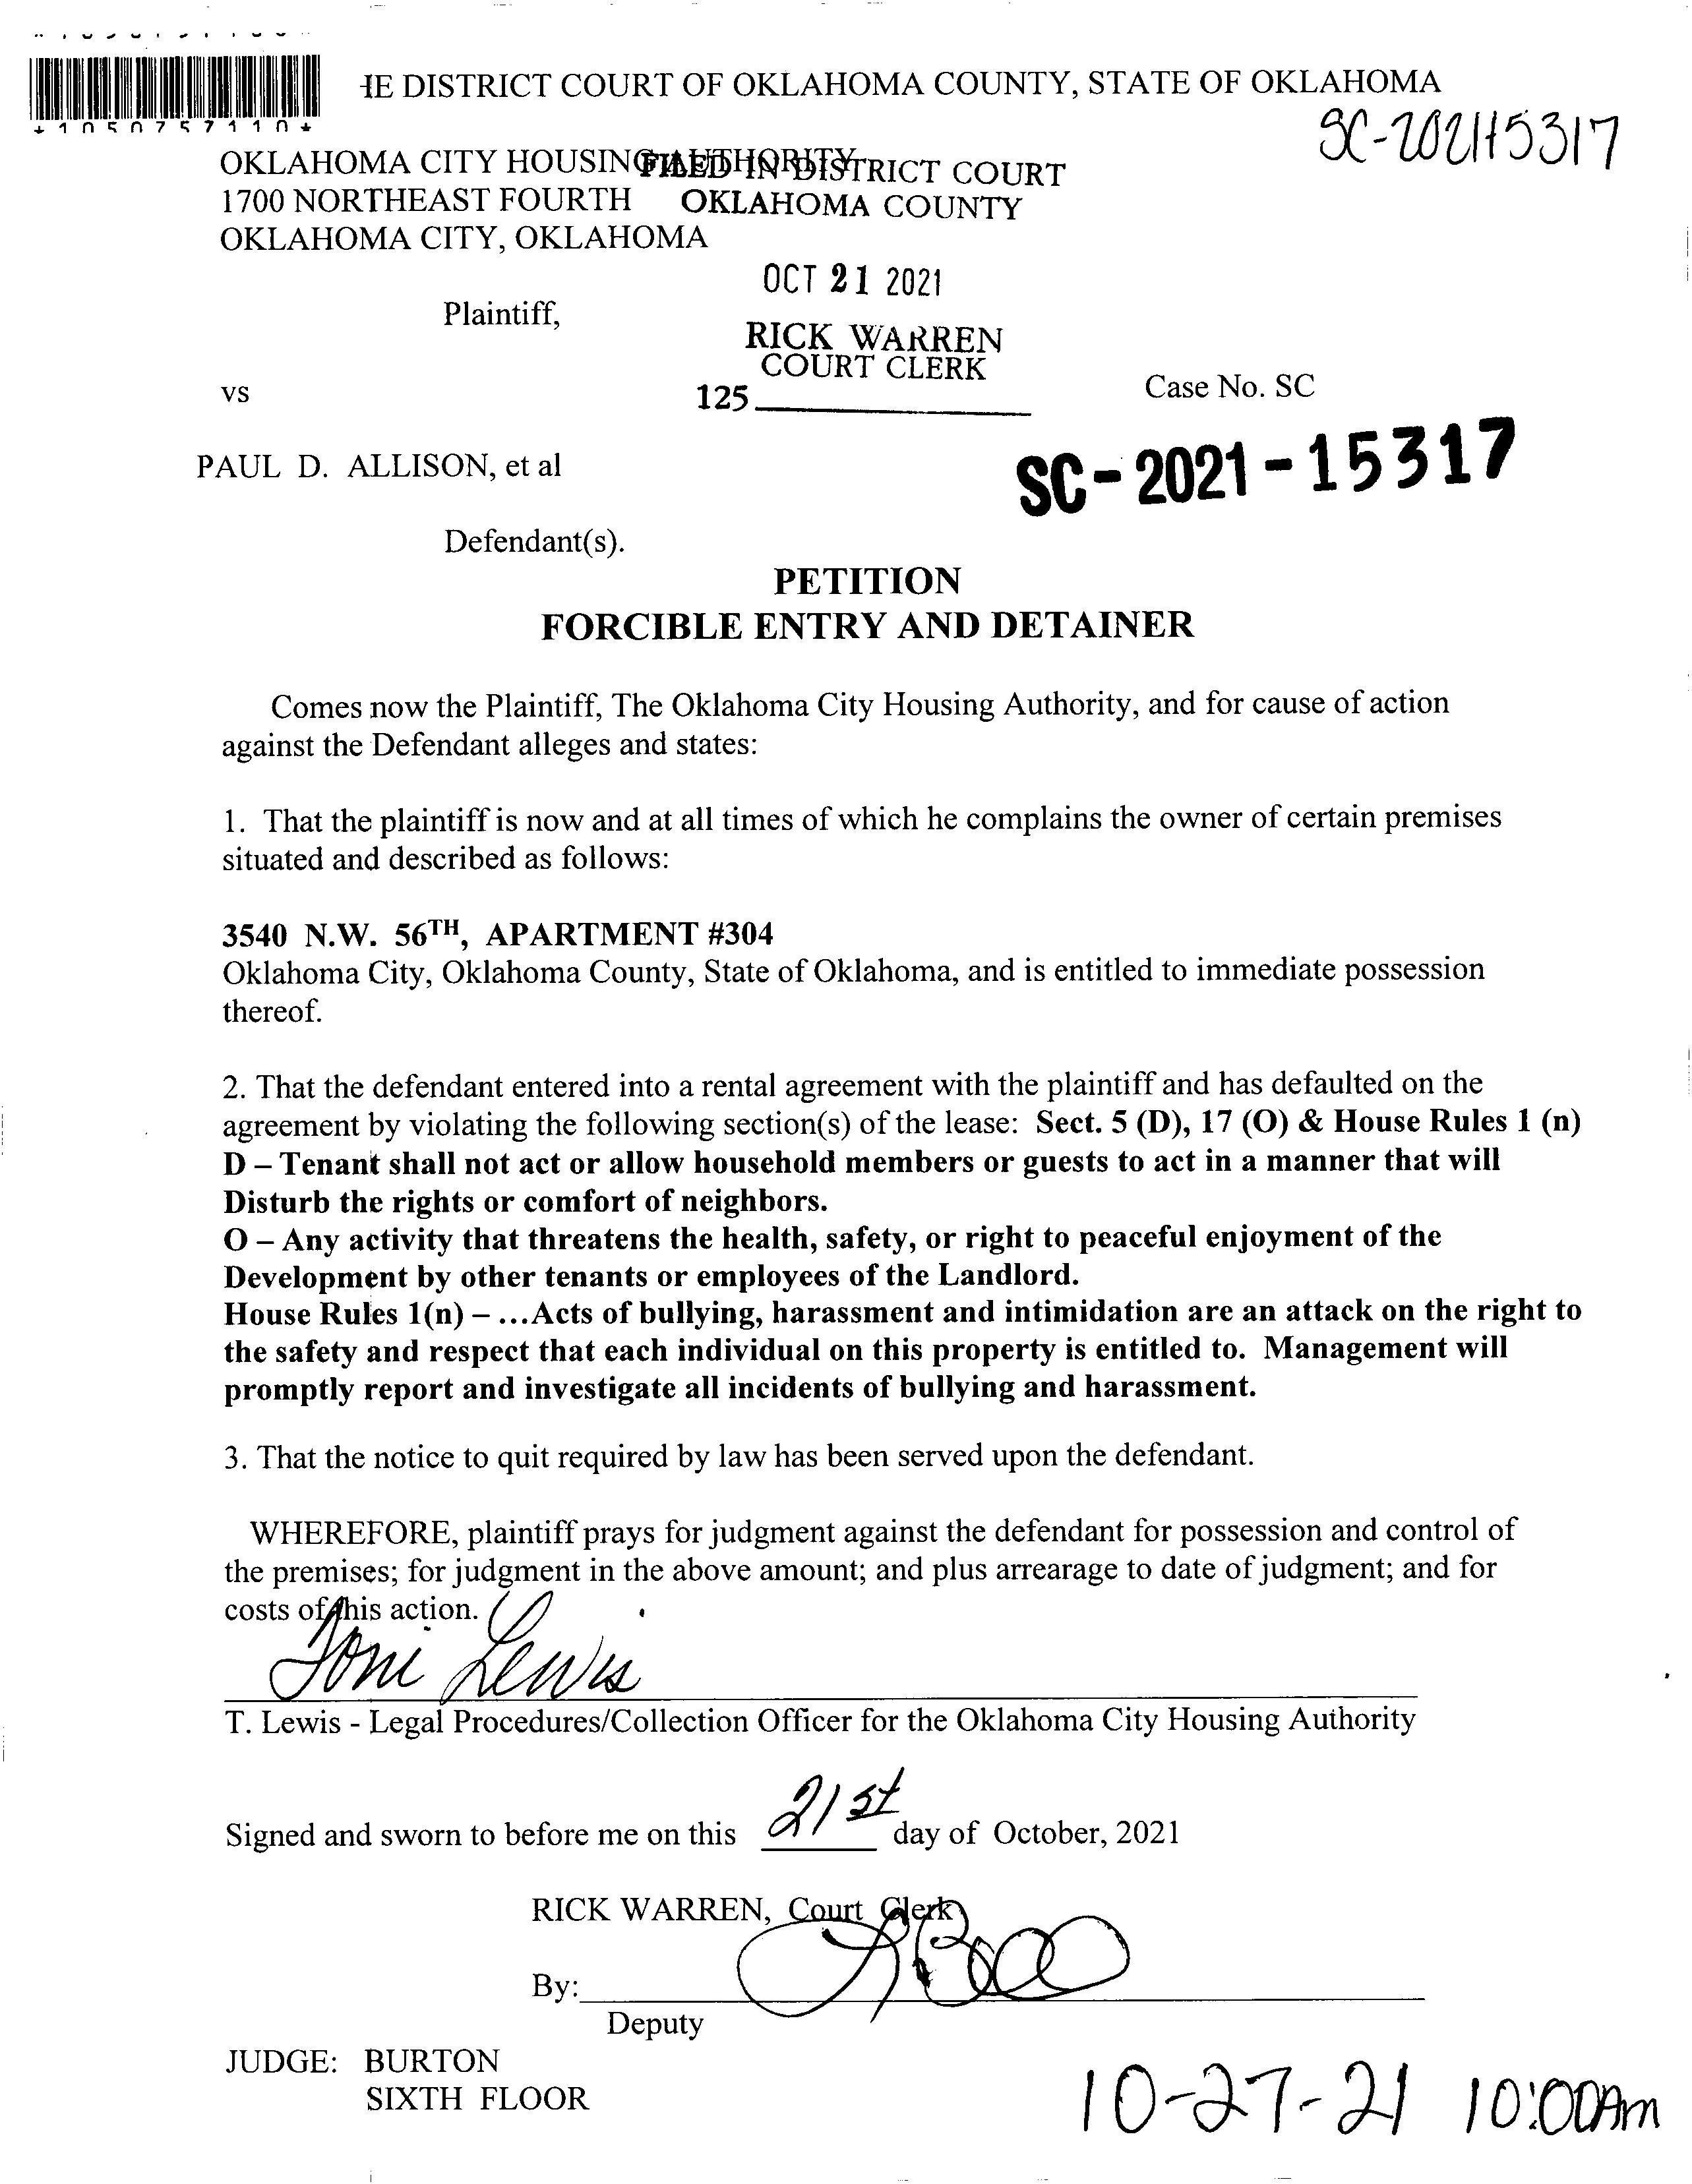 *1050757110*
HE DISTRICT COURT OF OKLAHOMA COUNTY, STATE OF OKLAHOMA
SC-202115317
OKLAHOMA CITY HOUSING AUTHORITY
FILED IN DISTRICT COURT
1700 NORTHEAST FOURTH
OKLAHOMA COUNTY
OKLAHOMA CITY, OKLAHOMA
OCT 21 2021
Plaintiff,
RICK WARREN
COURT CLERK
vs
125
Case No. SC
PAUL D. ALLISON, et al
SC-2021-15317
Defendant(s).
PETITION
FORCIBLE ENTRY AND DETAINER
Comes now the Plaintiff, The Oklahoma City Housing Authority, and for cause of action
against the Defendant alleges and states:
1. That the plaintiff is now and at all times of which he complains the owner of certain premises
situated and described as follows:
3540 N.W. 56TH, APARTMENT #304
Oklahoma City, Oklahoma County, State of Oklahoma, and is entitled to immediate possession
thereof.
2. That the defendant entered into a rental agreement with the plaintiff and has defaulted on the
agreement by violating the following section(s) of the lease: Sect. 5 (D), 17 (O) & House Rules 1 (n)
D – Tenant shall not act or allow household members or guests to act in a manner that will
Disturb the rights or comfort of neighbors.
O – Any activity that threatens the health, safety, or right to peaceful enjoyment of the
Development by other tenants or employees of the Landlord.
House Rules 1(n) – …Acts of bullying, harassment and intimidation are an attack on the right to
the safety and respect that each individual on this property is entitled to. Management will
promptly report and investigate all incidents of bullying and harassment.
3. That the notice to quit required by law has been served upon the defendant.
WHEREFORE, plaintiff prays for judgment against the defendant for possession and control of
the premises; for judgment in the above amount; and plus arrearage to date of judgment; and for
costs of this action.
Toni Lewis
T. Lewis - Legal Procedures/Collection Officer for the Oklahoma City Housing Authority
Signed and sworn to before me on this 21st day of October, 2021
RICK WARREN, Court Clerk
By:
Deputy
JUDGE: BURTON
SIXTH FLOOR
10-27-21 10:00Am